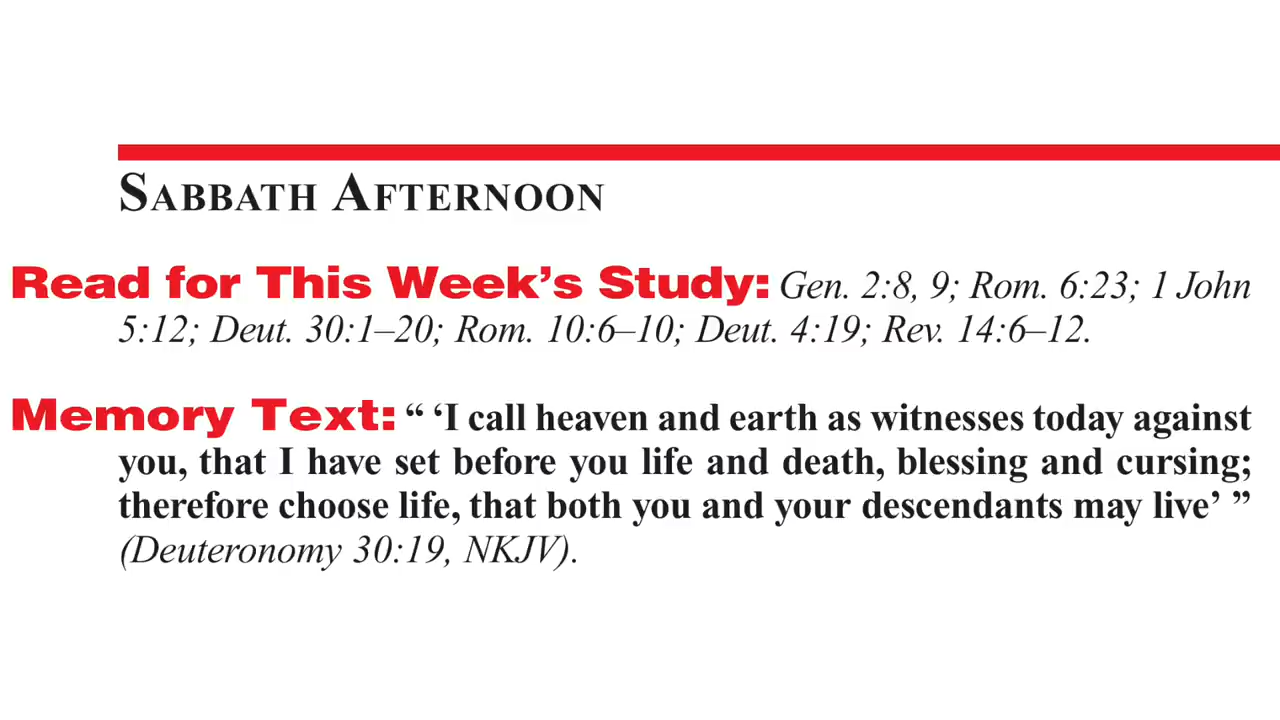 SABBATH AFTERNOON
Read for This Week’s Study: Gen. 2:8, 9; Rom. 6:23; 1 John
5:12; Deut. 30:1–20; Rom. 10:6–10; Deut. 4:19; Rev. 14:6–12.
Memory Text: “ ‘I call heaven and earth as witnesses today against
you, that I have set before you life and death, blessing and cursing;
therefore choose life, that both you and your descendants may live’ ”
(Deuteronomy 30:19, NKJV).